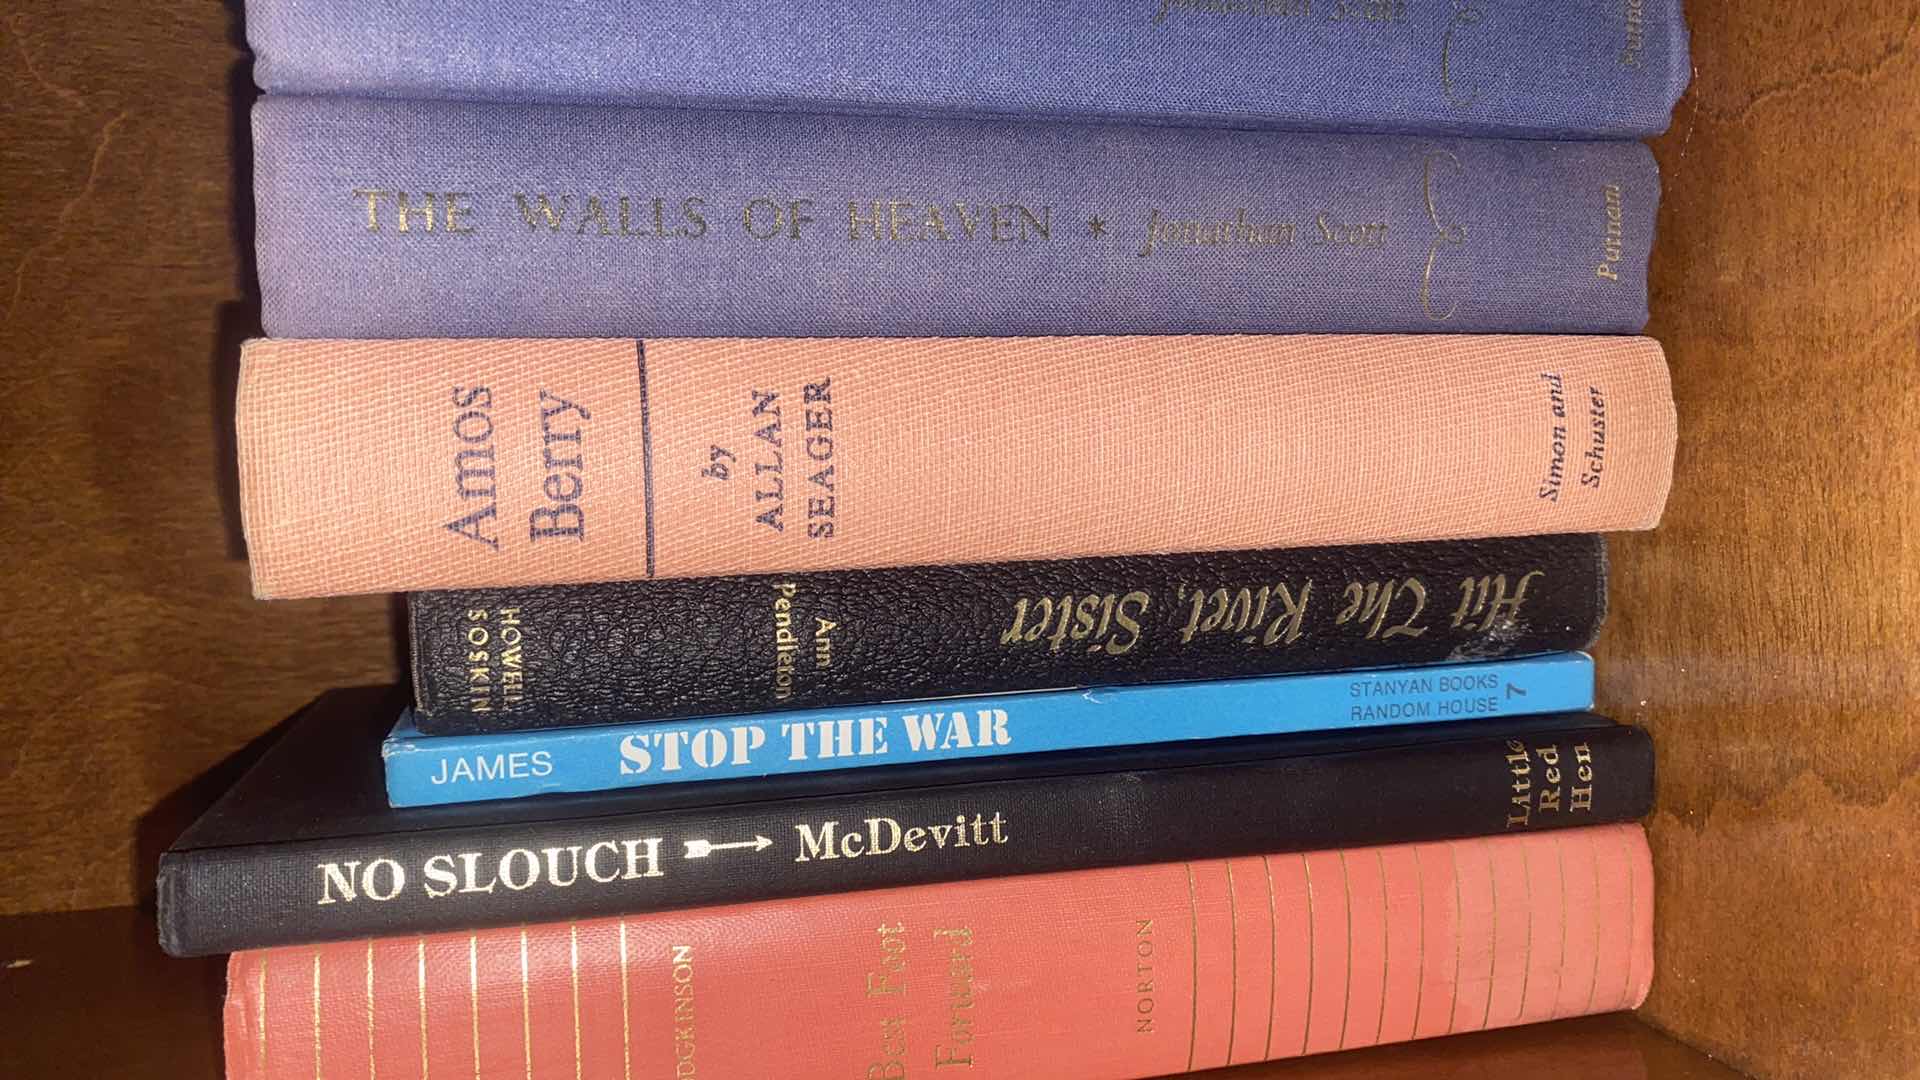 Jonathan Scott
THE WALLS OF HEAVEN * Jonathan Scott
Putnam
Amos
Berry
by
ALLAN
SEAGER
Simon and
Schuster
Hit The Rivet, Sister
Ann
Pendleton
HOWELL
SOSKIN
JAMES STOP THE WAR
STANYAN BOOKS
RANDOM HOUSE
7
NO SLOUCH → McDevitt
Little
Red
Hen
Best Foot
Forward
NORTON